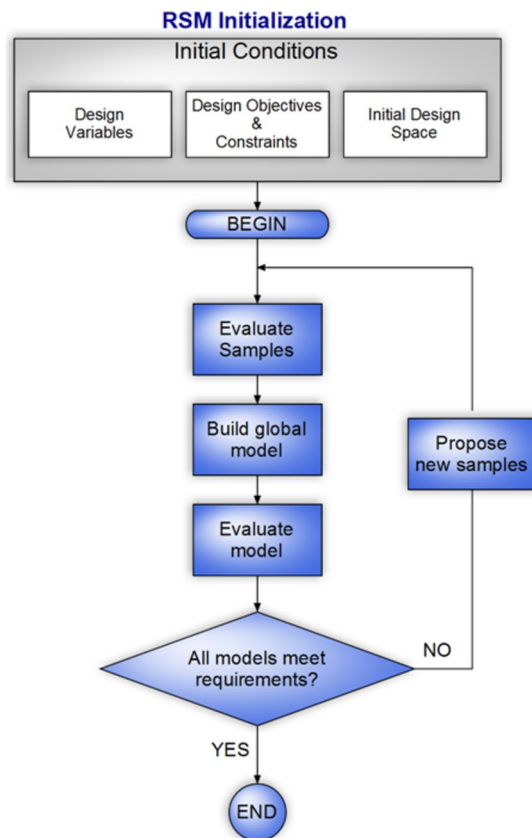 RSM Initialization
Initial Conditions
Design
Variables
Design Objectives
&
Constraints
Initial Design
Space
BEGIN
Evaluate
Samples
Build global
model
Propose
new samples
Evaluate
model
All models meet
requirements?
NO
YES
END